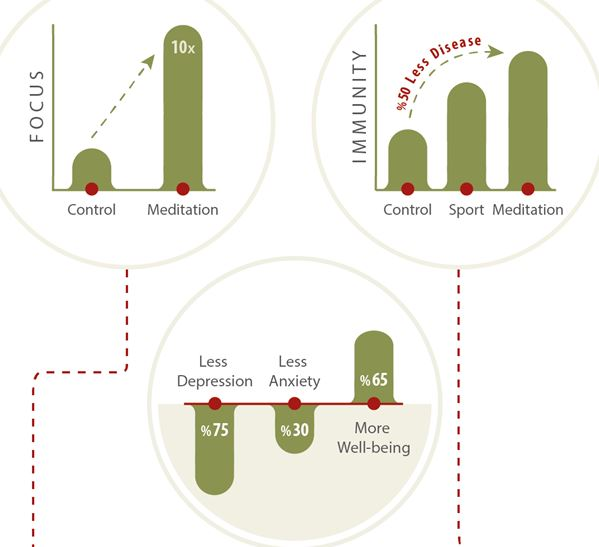 FOCUS
10x
Control
Meditation
IMMUNITY
%50 Less Disease
Control
Sport
Meditation
Less
Depression
Less
Anxiety
%65
%75
%30
More
Well-being